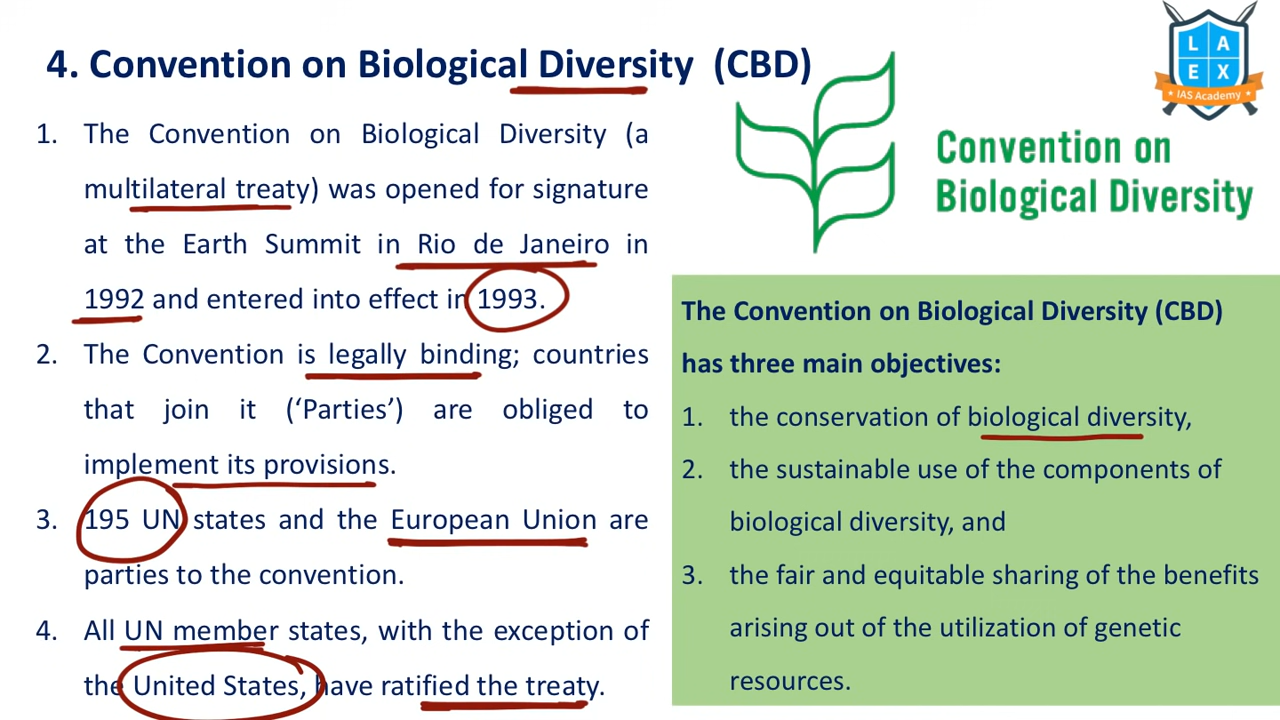 4. Convention on Biological Diversity (CBD)
1. The Convention on Biological Diversity (a
multilateral treaty) was opened for signature
at the Earth Summit in Rio de Janeiro in
1992 and entered into effect in 1993.
2. The Convention is legally binding; countries
that join it (‘Parties’) are obliged to
implement its provisions.
3. 195 UN states and the European Union are
parties to the convention.
4. All UN member states, with the exception of
the United States, have ratified the treaty.
L A
E X
IAS Academy
Convention on
Biological Diversity
The Convention on Biological Diversity (CBD)
has three main objectives:
1. the conservation of biological diversity,
2. the sustainable use of the components of
biological diversity, and
3. the fair and equitable sharing of the benefits
arising out of the utilization of genetic
resources.